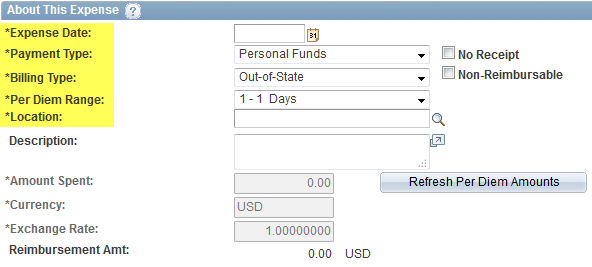 About This Expense ?
*Expense Date: 31
*Payment Type: Personal Funds No Receipt
*Billing Type: Out-of-State Non-Reimbursable
*Per Diem Range: 1 - 1 Days
*Location:
Description:
*Amount Spent: 0.00 Refresh Per Diem Amounts
*Currency: USD
*Exchange Rate: 1.00000000
Reimbursement Amt: 0.00 USD